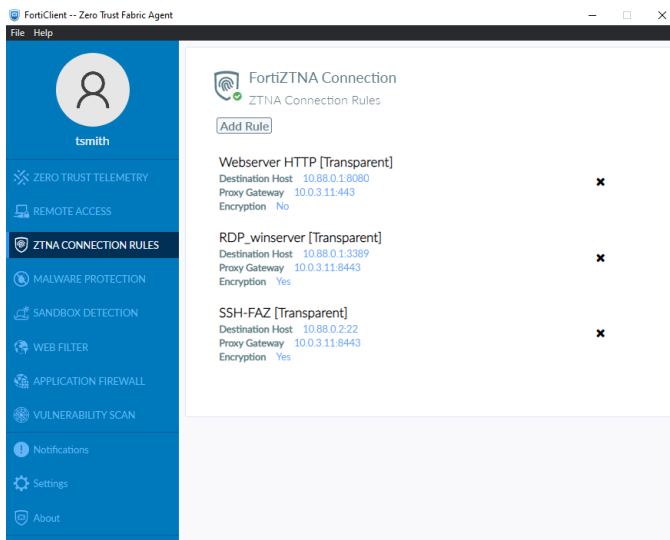 FortiClient -- Zero Trust Fabric Agent
File Help
tsmith
ZERO TRUST TELEMETRY
REMOTE ACCESS
ZTNA CONNECTION RULES
MALWARE PROTECTION
SANDBOX DETECTION
WEB FILTER
APPLICATION FIREWALL
VULNERABILITY SCAN
Notifications
Settings
About
FortiZTNA Connection
ZTNA Connection Rules
Add Rule
Webserver HTTP [Transparent]
Destination Host 10.88.0.1:8080
Proxy Gateway 10.0.3.11:443
Encryption No
RDP_winserver [Transparent]
Destination Host 10.88.0.1:3389
Proxy Gateway 10.0.3.11:8443
Encryption Yes
SSH-FAZ [Transparent]
Destination Host 10.88.0.2:22
Proxy Gateway 10.0.3.11:8443
Encryption Yes